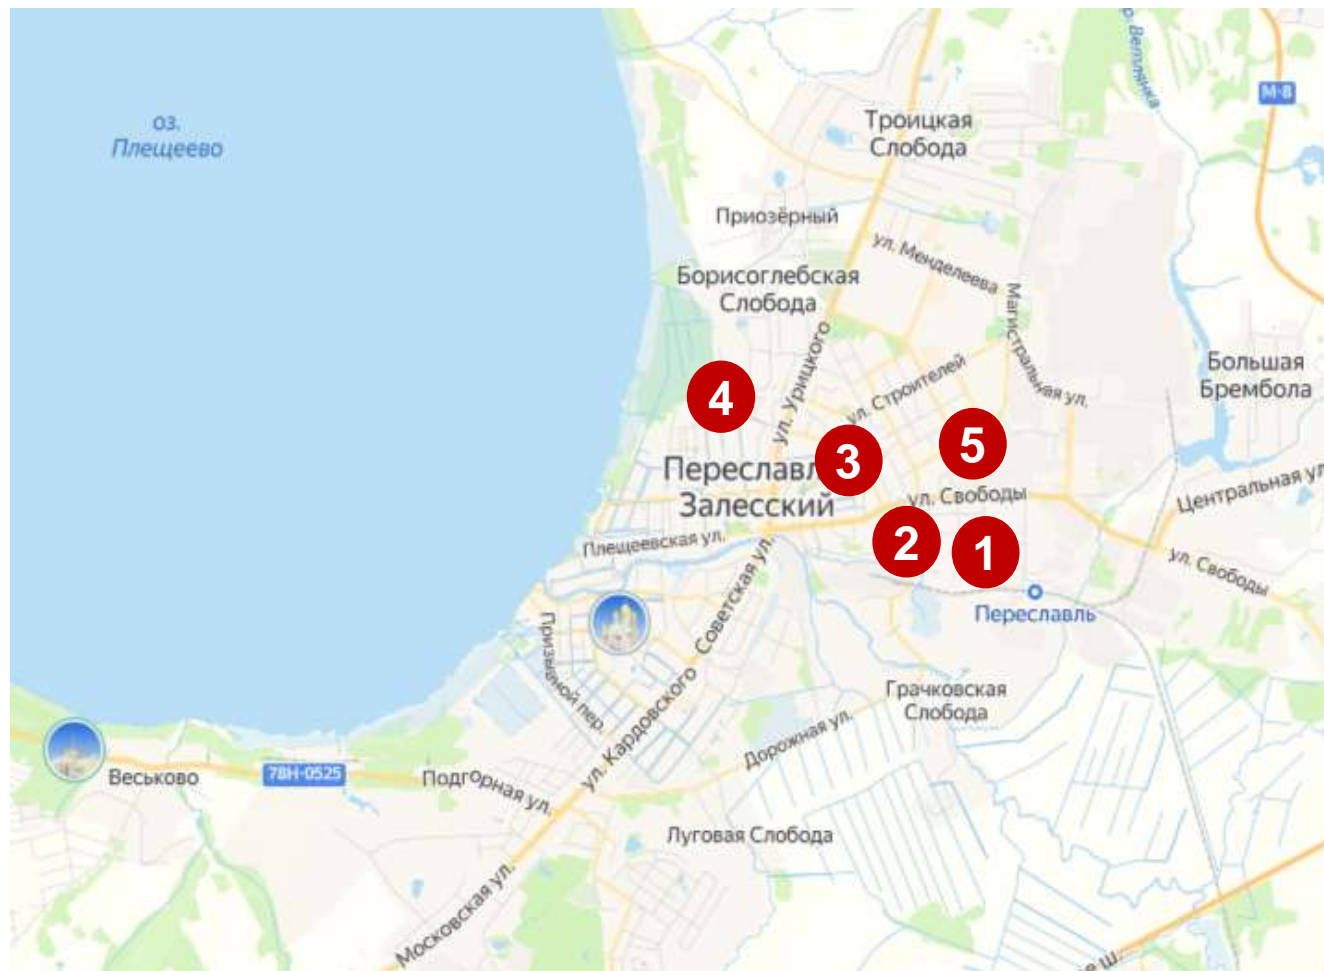 р. Веплянка
М-8
оз.
Плещеево
Троицкая
Слобода
Приозёрный
ул. Менделеева
Борисоглебская
Слобода
Магистральная ул.
ул. Урицкого
ул. Строителей
Большая
Брембола
4
3
5
Переславль
Залесский
ул. Свободы
Центральная ул
2
1
Плещеевская ул.
ул. Свободы
Переславль
Советская ул.
Призывной пер.
Грачковская
Слобода
ул. Кардовского
Дорожная ул.
Веськово
78Н-0525
Подгорная ул.
Луговая Слобода
Московская ул.
е ш.